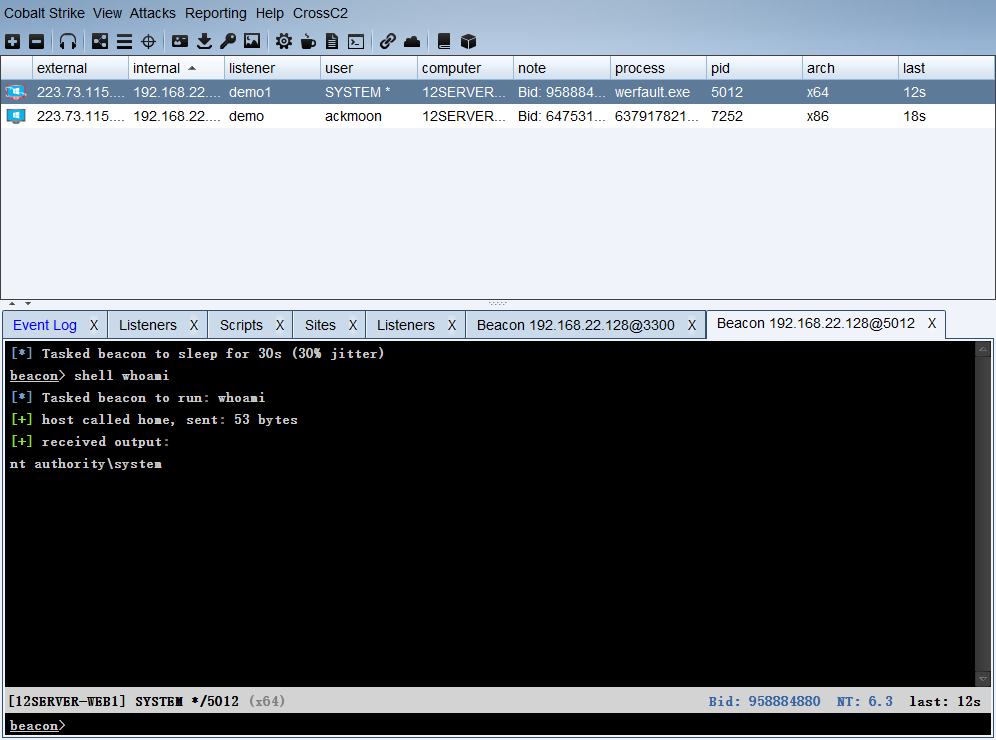 Cobalt Strike View Attacks Reporting Help CrossC2
external internal listener user computer note process pid arch last
223.73.115.... 192.168.22.... demo1 SYSTEM * 12SERVER... Bid: 958884... werfault.exe 5012 x64 12s
223.73.115.... 192.168.22.... demo ackmoon 12SERVER... Bid: 647531... 637917821... 7252 x86 18s
Event Log X Listeners X Scripts X Sites X Listeners X Beacon 192.168.22.128@3300 X Beacon 192.168.22.128@5012 X
[*] Tasked beacon to sleep for 30s (30% jitter)
beacon> shell whoami
[*] Tasked beacon to run: whoami
[+] host called home, sent: 53 bytes
[+] received output:
nt authority\system
[12SERVER-WEB1] SYSTEM */5012 (x64) Bid: 958884880 NT: 6.3 last: 12s
beacon>